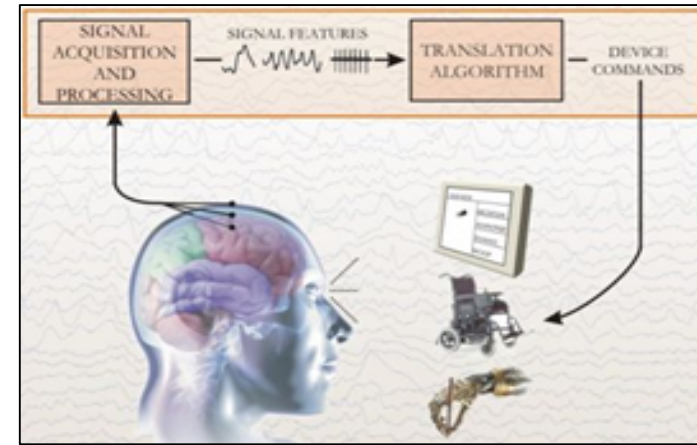 SIGNAL
ACQUISITION
AND
PROCESSING
SIGNAL FEATURES
TRANSLATION
ALGORITHM
DEVICE
COMMANDS